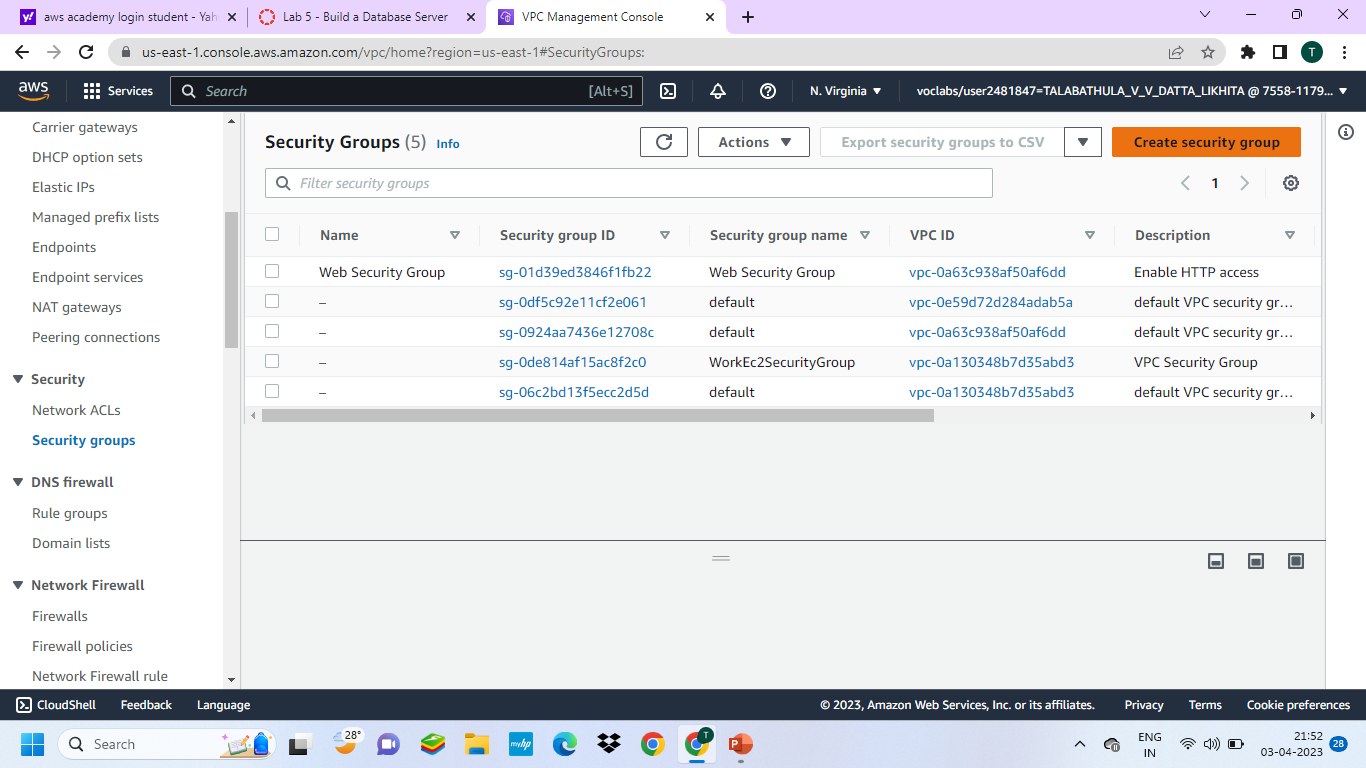 aws academy login student - Yah
Lab 5 - Build a Database Server
VPC Management Console
us-east-1.console.aws.amazon.com/vpc/home?region=us-east-1#SecurityGroups:
T
aws
Services
Search
[Alt+S]
N. Virginia
voclabs/user2481847=TALABATHULA_V_V_DATTA_LIKHITA @ 7558-1179...
Carrier gateways
DHCP option sets
Elastic IPs
Managed prefix lists
Endpoints
Endpoint services
NAT gateways
Peering connections
Security
Network ACLs
Security groups
DNS firewall
Rule groups
Domain lists
Network Firewall
Firewalls
Firewall policies
Network Firewall rule
Security Groups (5) Info
Actions
Export security groups to CSV
Create security group
Filter security groups
1
Name Security group ID Security group name VPC ID Description
Web Security Group sg-01d39ed3846f1fb22 Web Security Group vpc-0a63c938af50af6dd Enable HTTP access
– sg-0df5c92e11cf2e061 default vpc-0e59d72d284adab5a default VPC security gr...
– sg-0924aa7436e12708c default vpc-0a63c938af50af6dd default VPC security gr...
– sg-0de814af15ac8f2c0 WorkEc2SecurityGroup vpc-0a130348b7d35abd3 VPC Security Group
– sg-06c2bd13f5ecc2d5d default vpc-0a130348b7d35abd3 default VPC security gr...
CloudShell Feedback Language
© 2023, Amazon Web Services, Inc. or its affiliates. Privacy Terms Cookie preferences
Search
28°
myhp
T
ENG
IN
21:52
03-04-2023
28